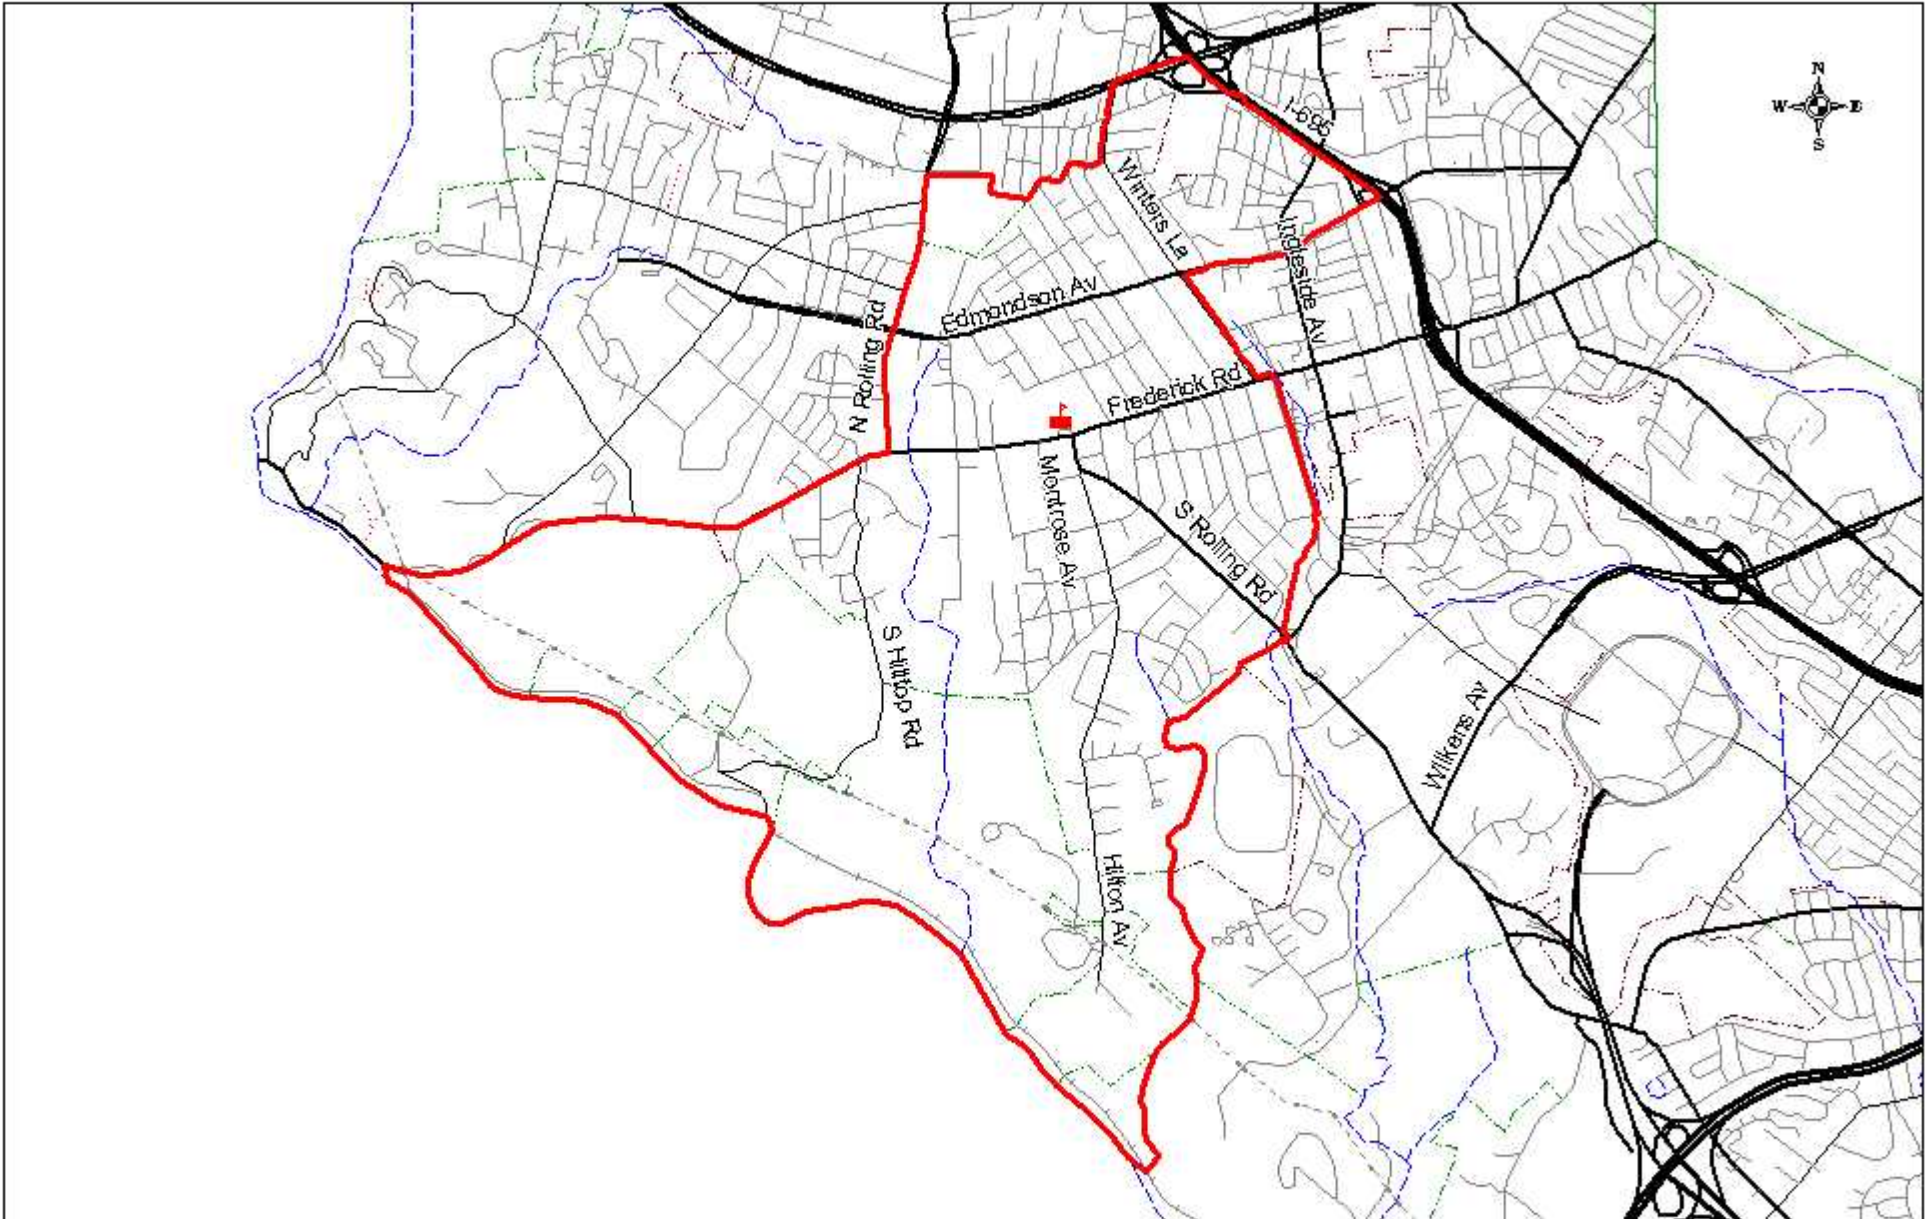 N
W E
S
I-695
Winters La
Ingleside Av
Edmondson Av
N Rolling Rd
Frederick Rd
Montrose Av
S Rolling Rd
S Hilltop Rd
Wilkens Av
Hilton Av